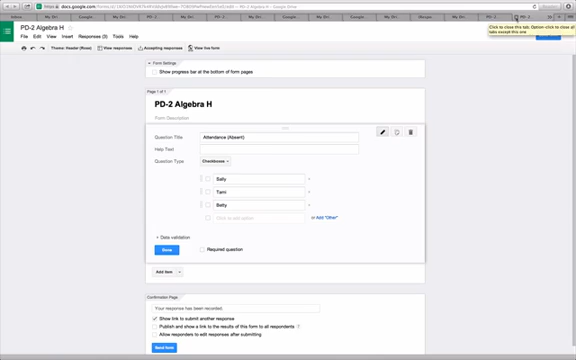 docs.google.com
PD-2 Algebra H
Click to close this tab. Option-click to close all
tabs except this one
File Edit View Insert Responses (3) Tools Help
Theme: Header (Rose) View responses Accepting responses View live form
Form Settings
Show progress bar at the bottom of form pages
Page 1 of 1
PD-2 Algebra H
Form Description
Question Title Attendance (Absent)
Help Text
Question Type Checkboxes
Sally
Tami
Betty
Click to add option or Add "Other"
Data validation
Done Required question
Add item
Confirmation Page
Your response has been recorded
Show link to submit another response
Publish and show a link to the results of this form to all respondents
Allow responders to edit responses after submitting
Send form